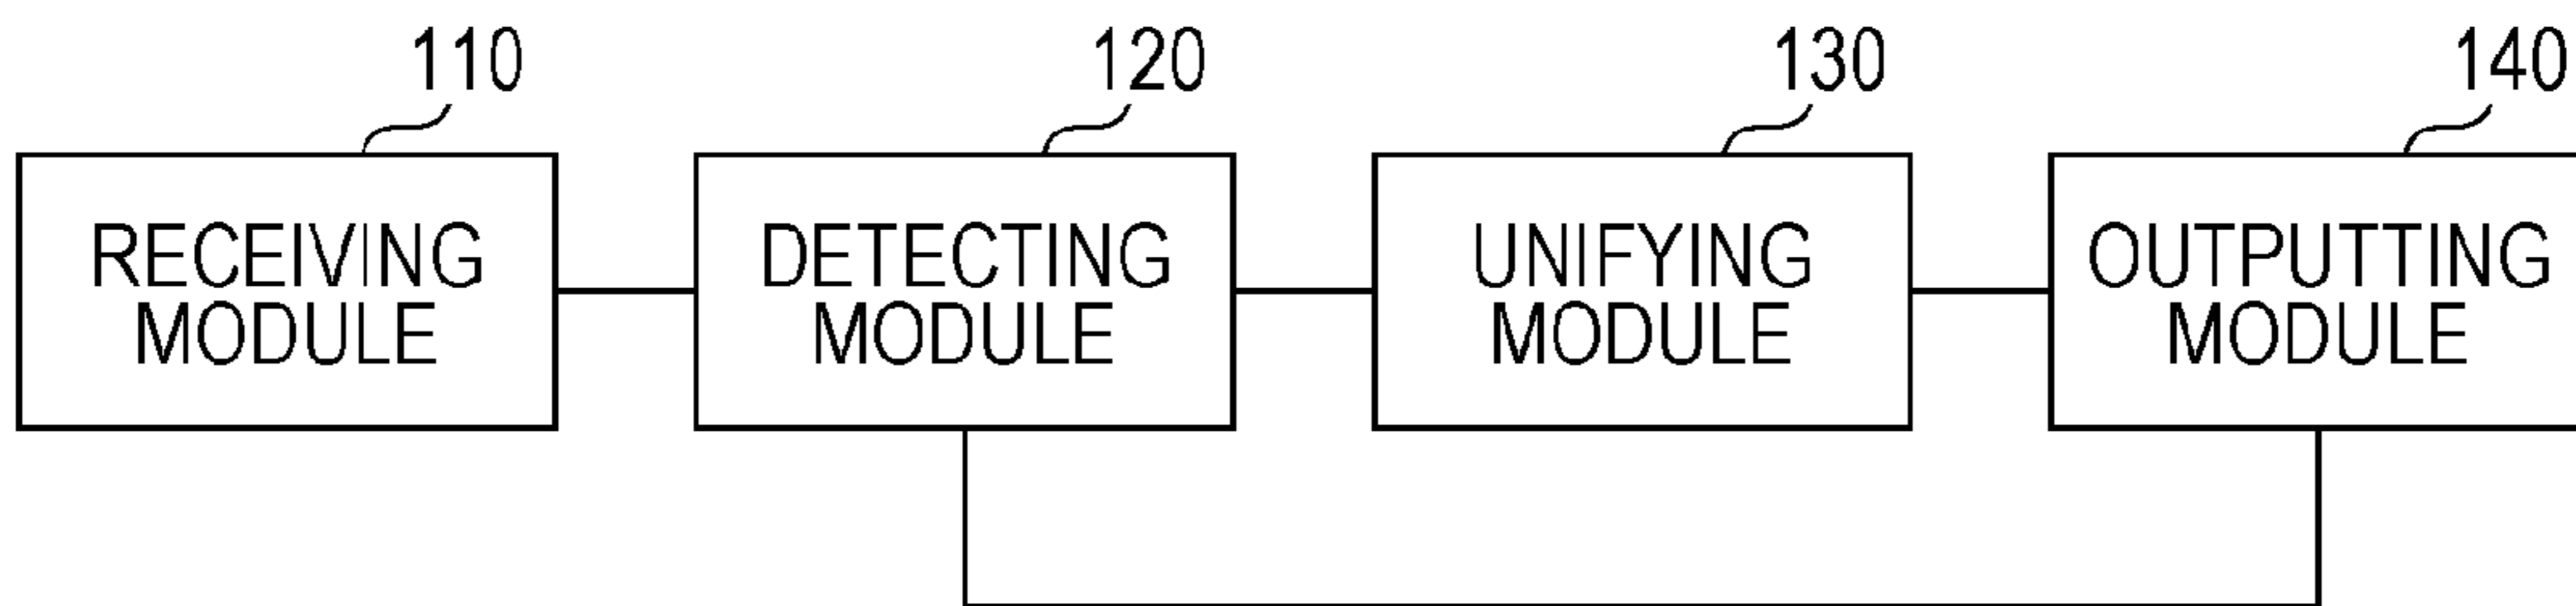 110
120
130
140
RECEIVING
MODULE
DETECTING
MODULE
UNIFYING
MODULE
OUTPUTTING
MODULE